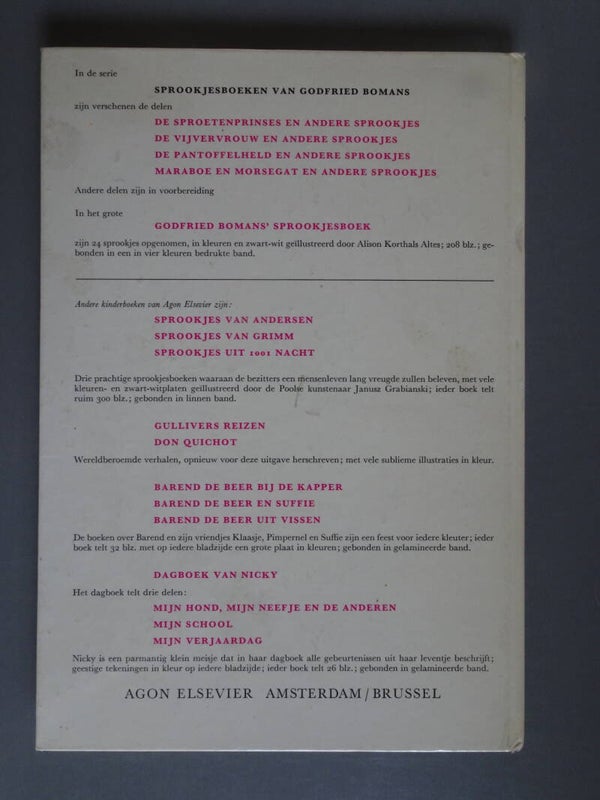 In de serie
SPROOKJESBOEKEN VAN GODFRIED BOMANS
zijn verschenen de delen
DE SPROETENPRINSES EN ANDERE SPROOKJES
DE VIJVERVROUW EN ANDERE SPROOKJES
DE PANTOFFELHELD EN ANDERE SPROOKJES
MARABOE EN MORSEGAT EN ANDERE SPROOKJES
Andere delen zijn in voorbereiding
In het grote
GODFRIED BOMANS' SPROOKJESBOEK
zijn 24 sprookjes opgenomen, in kleuren en zwart-wit geïllustreerd door Alison Korthals Altes; 208 blz.; ge-
bonden in een in vier kleuren bedrukte band.
Andere kinderboeken van Agon Elsevier zijn:
SPROOKJES VAN ANDERSEN
SPROOKJES VAN GRIMM
SPROOKJES UIT 1001 NACHT
Drie prachtige sprookjesboeken waaraan de bezitters een mensenleven lang vreugde zullen beleven, met vele
kleuren- en zwart-witplaten geïllustreerd door de Poolse kunstenaar Janusz Grabianski; ieder boek telt
ruim 300 blz.; gebonden in linnen band.
GULLIVERS REIZEN
DON QUICHOT
Wereldberoemde verhalen, opnieuw voor deze uitgave herschreven; met vele sublieme illustraties in kleur.
BAREND DE BEER BIJ DE KAPPER
BAREND DE BEER EN SUFFIE
BAREND DE BEER UIT VISSEN
De boeken over Barend en zijn vriendjes Klaasje, Pimpernel en Suffie zijn een feest voor iedere kleuter; ieder
boek telt 32 blz. met op iedere bladzijde een grote plaat in kleuren; gebonden in gelamineerde band.
DAGBOEK VAN NICKY
Het dagboek telt drie delen:
MIJN HOND, MIJN NEEFJE EN DE ANDEREN
MIJN SCHOOL
MIJN VERJAARDAG
Nicky is een parmantig klein meisje dat in haar dagboek alle gebeurtenissen uit haar leventje beschrijft;
geestige tekeningen in kleur op iedere bladzijde; ieder boek telt 26 blz.; gebonden in gelamineerde band.
AGON ELSEVIER AMSTERDAM/BRUSSEL